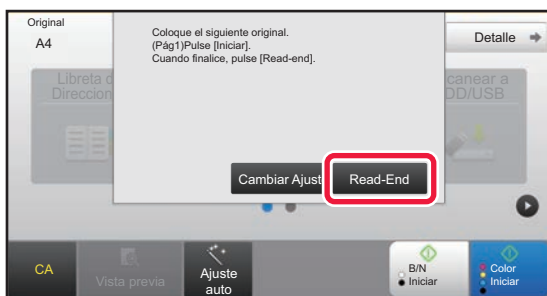 Original
A4
Coloque el siguiente original.
(Pág1)Pulse [Iniciar].
Cuando finalice, pulse [Read-end].
Detalle
Libreta d
Direccion
canear a
DD/USB
Cambiar Ajust
Read-End
CA
Vista previa
Ajuste
auto
B/N
Iniciar
Color
Iniciar